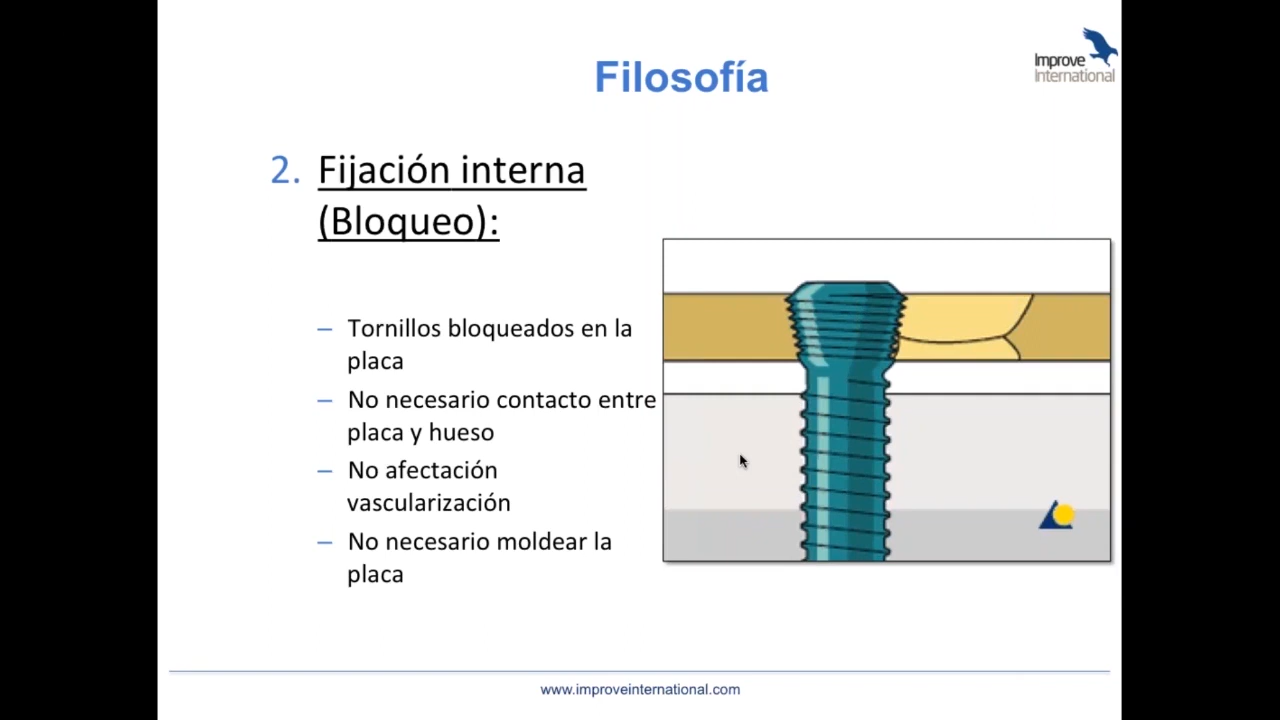 Filosofía
Improve
International
2. Fijación interna
(Bloqueo):
– Tornillos bloqueados en la
placa
– No necesario contacto entre
placa y hueso
– No afectación
vascularización
– No necesario moldear la
placa
www.improveinternational.com